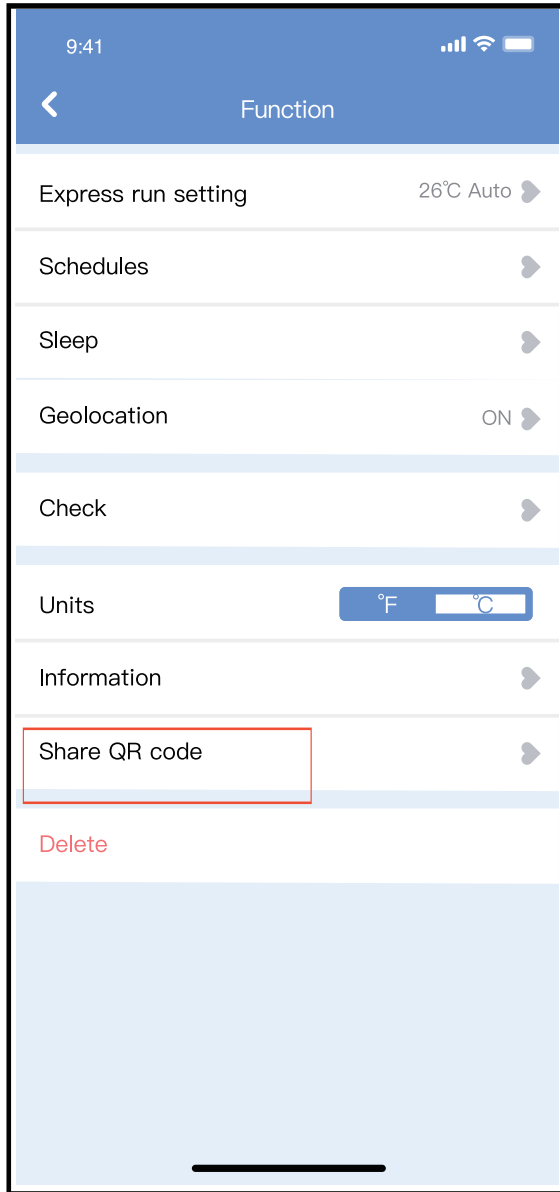 9:41
Function
Express run setting 26℃ Auto
Schedules
Sleep
Geolocation ON
Check
Units ℉ ℃
Information
Share QR code
Delete